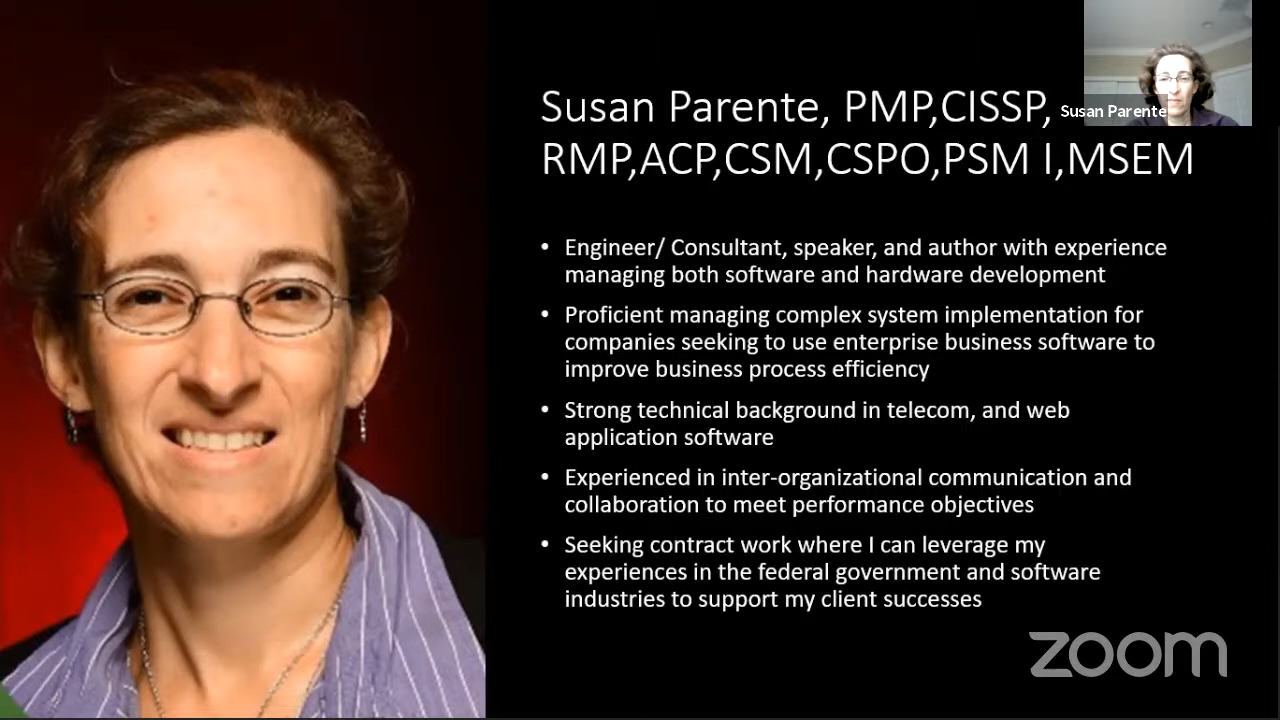 Susan Parente, PMP,CISSP,
Susan Parente
RMP,ACP,CSM,CSPO,PSM I,MSEM
• Engineer/ Consultant, speaker, and author with experience
managing both software and hardware development
• Proficient managing complex system implementation for
companies seeking to use enterprise business software to
improve business process efficiency
• Strong technical background in telecom, and web
application software
• Experienced in inter-organizational communication and
collaboration to meet performance objectives
• Seeking contract work where I can leverage my
experiences in the federal government and software
industries to support my client successes
zoom